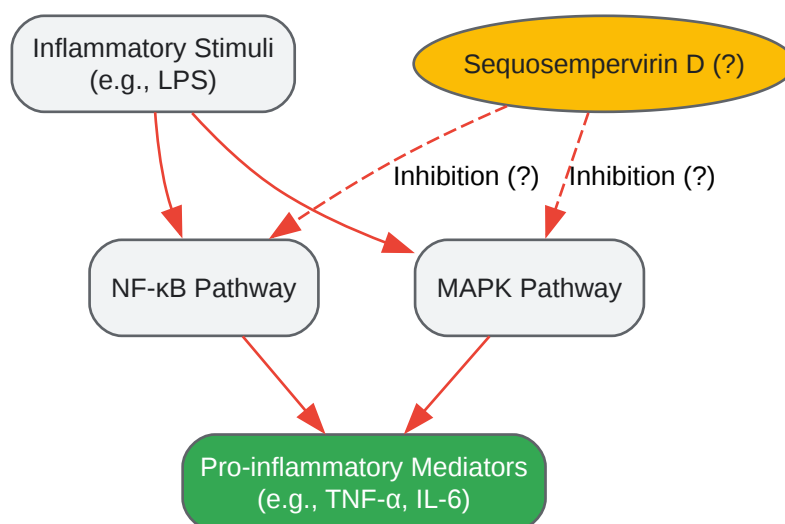 Inflammatory Stimuli
(e.g., LPS)
Sequosempervirin D (?)
Inhibition (?)
Inhibition (?)
NF-κB Pathway
MAPK Pathway
Pro-inflammatory Mediators
(e.g., TNF-α, IL-6)